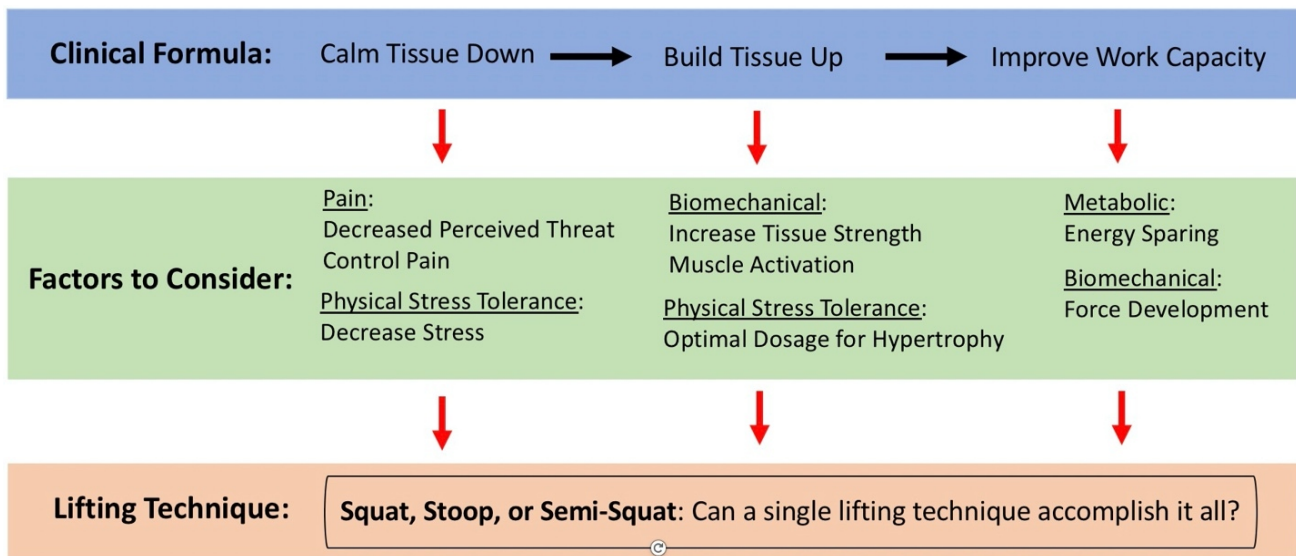 Clinical Formula: Calm Tissue Down Build Tissue Up Improve Work Capacity
Factors to Consider:
Pain:
Decreased Perceived Threat
Control Pain
Physical Stress Tolerance:
Decrease Stress
Biomechanical:
Increase Tissue Strength
Muscle Activation
Physical Stress Tolerance:
Optimal Dosage for Hypertrophy
Metabolic:
Energy Sparing
Biomechanical:
Force Development
Lifting Technique: Squat, Stoop, or Semi-Squat: Can a single lifting technique accomplish it all?